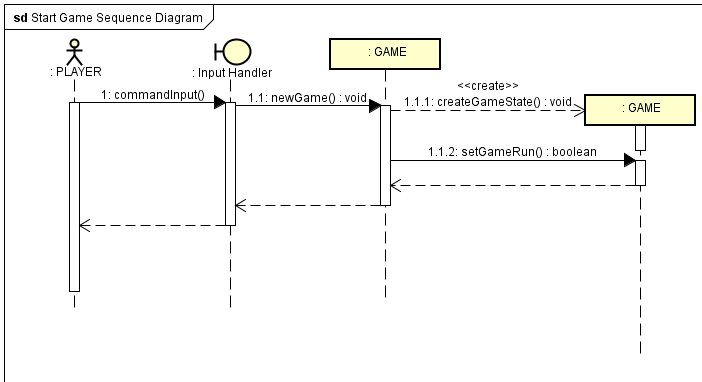 sd Start Game Sequence Diagram
: PLAYER
: Input Handler
: GAME
1: commandInput()
1.1: newGame() : void
<<create>>
1.1.1: createGameState() : void
: GAME
1.1.2: setGameRun() : boolean